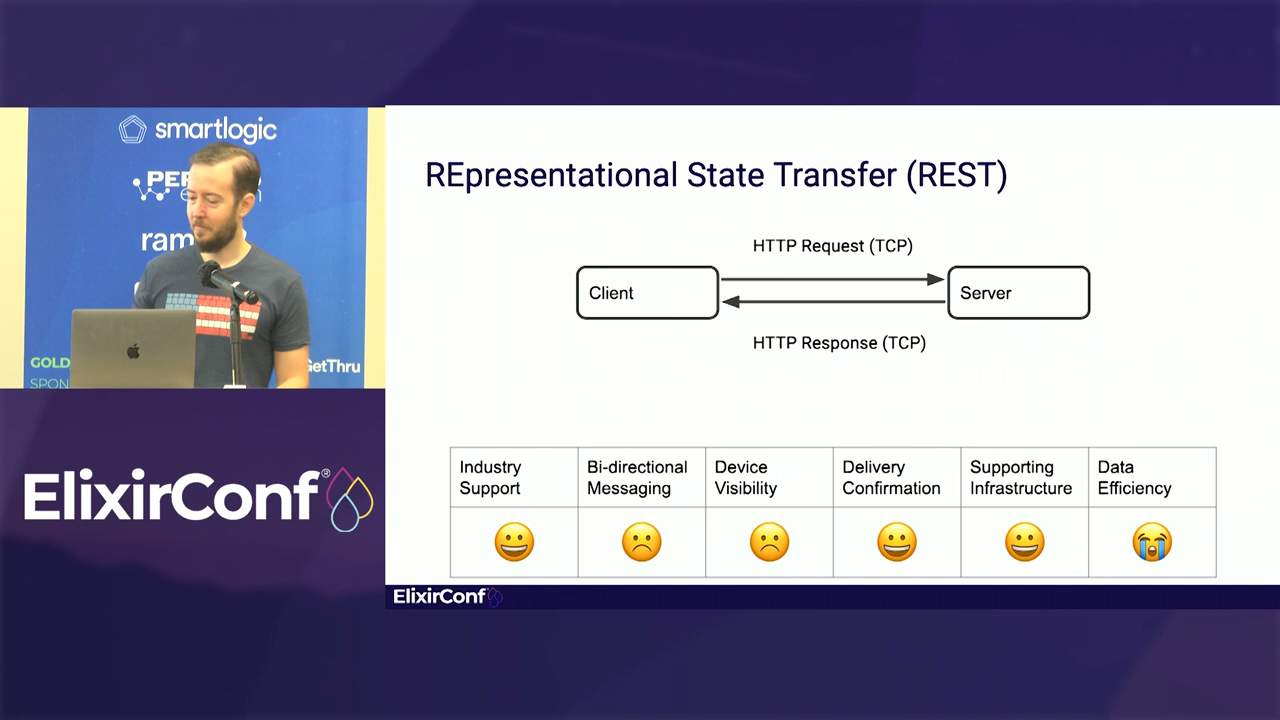 smartlogic
GOLD
SPON
GetThru
ElixirConf®
REpresentational State Transfer (REST)
HTTP Request (TCP)
Client
Server
HTTP Response (TCP)
Industry Support
Bi-directional Messaging
Device Visibility
Delivery Confirmation
Supporting Infrastructure
Data Efficiency
ElixirConf